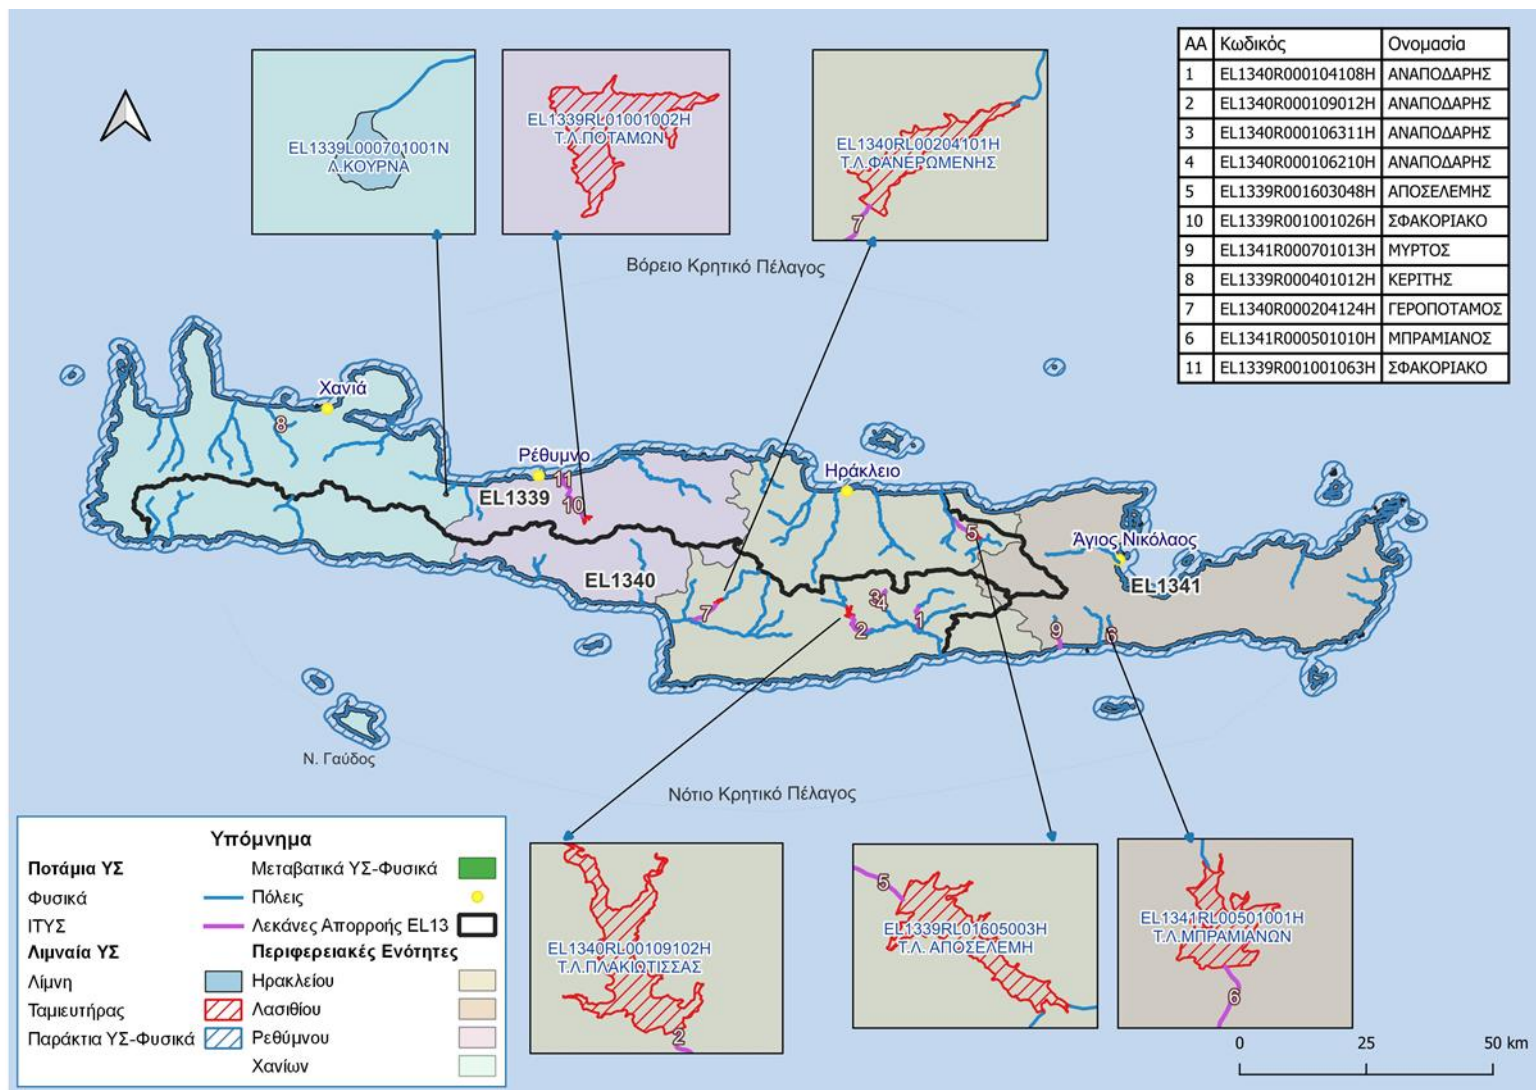 ΑΑ Κωδικός Ονομασία
1 EL1340R000104108H ΑΝΑΠΟΔΑΡΗΣ
2 EL1340R000109012H ΑΝΑΠΟΔΑΡΗΣ
3 EL1340R000106311H ΑΝΑΠΟΔΑΡΗΣ
4 EL1340R000106210H ΑΝΑΠΟΔΑΡΗΣ
5 EL1339R001603048H ΑΠΟΣΕΛΕΜΗΣ
10 EL1339R001001026H ΣΦΑΚΟΡΙΑΚΟ
9 EL1341R000701013H ΜΥΡΤΟΣ
8 EL1339R000401012H ΚΕΡΙΤΗΣ
7 EL1340R000204124H ΓΕΡΟΠΟΤΑΜΟΣ
6 EL1341R000501010H ΜΠΡΑΜΙΑΝΟΣ
11 EL1339R001001063H ΣΦΑΚΟΡΙΑΚΟ
EL1339L000701001N
Λ.ΚΟΥΡΝΑ
EL1339RL01001002H
Τ.Λ.ΠΟΤΑΜΩΝ
EL1340RL00204101H
Τ.Λ.ΦΑΝΕΡΩΜΕΝΗΣ
7
Βόρειο Κρητικό Πέλαγος
Χανιά
8
Ρέθυμνο
11
EL1339
10
Ηράκλειο
5
Άγιος Νικόλαος
EL1340
EL1341
7
3
4
2
1
9
6
Ν. Γαύδος
Νότιο Κρητικό Πέλαγος
EL1340RL00109102H
Τ.Λ.ΠΛΑΚΙΩΤΙΣΣΑΣ
2
5
EL1339RL01605003H
Τ.Λ. ΑΠΟΣΕΛΕΜΗ
EL1341RL00501001H
Τ.Λ.ΜΠΡΑΜΙΑΝΩΝ
6
Υπόμνημα
Ποτάμια ΥΣ
Φυσικά
ΙΤΥΣ
Λιμναία ΥΣ
Λίμνη
Ταμιευτήρας
Παράκτια ΥΣ-Φυσικά
Μεταβατικά ΥΣ-Φυσικά
Πόλεις
Λεκάνες Απορροής EL13
Περιφερειακές Ενότητες
Ηρακλείου
Λασιθίου
Ρεθύμνου
Χανίων
0 25 50 km